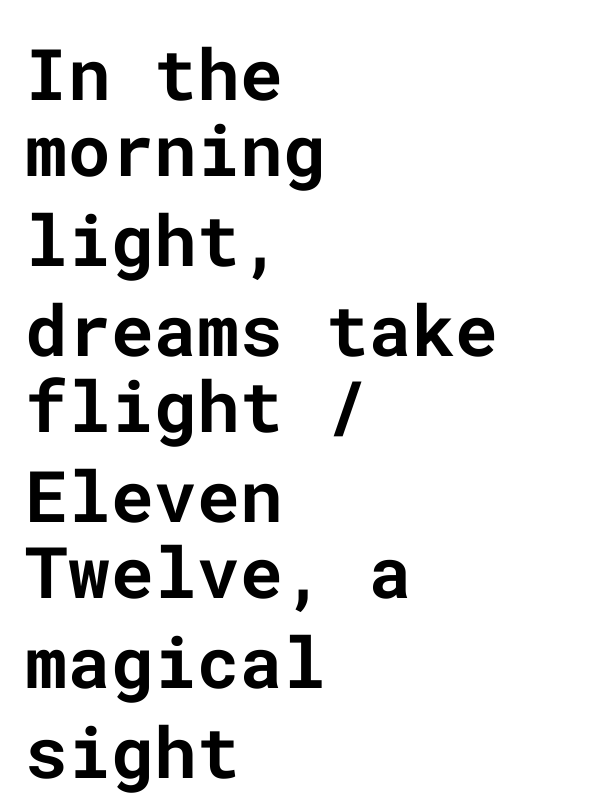 In the
morning
light,
dreams take
flight /
Eleven
Twelve, a
magical
sight